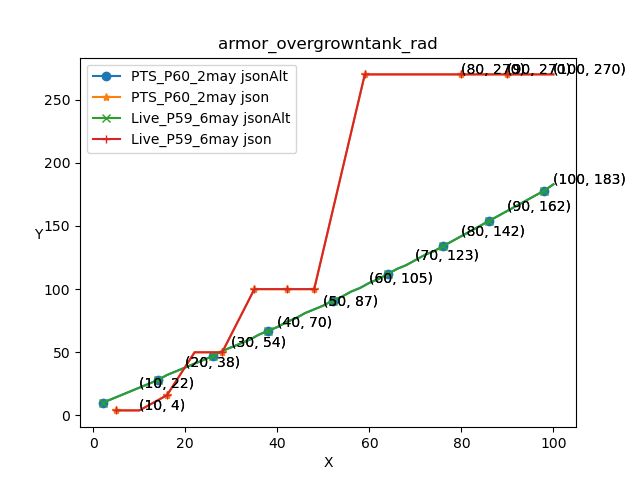 armor_overgrowntank_rad
PTS_P60_2may jsonAlt
PTS_P60_2may json
Live_P59_6may jsonAlt
Live_P59_6may json
(80, 270)
(90, 270)
(100, 270)
(100, 183)
(90, 162)
(80, 142)
(70, 123)
(60, 105)
(50, 87)
(40, 70)
(30, 54)
(20, 38)
(10, 22)
(10, 4)
Y
250
200
150
100
50
0
0 20 40 60 80 100
X